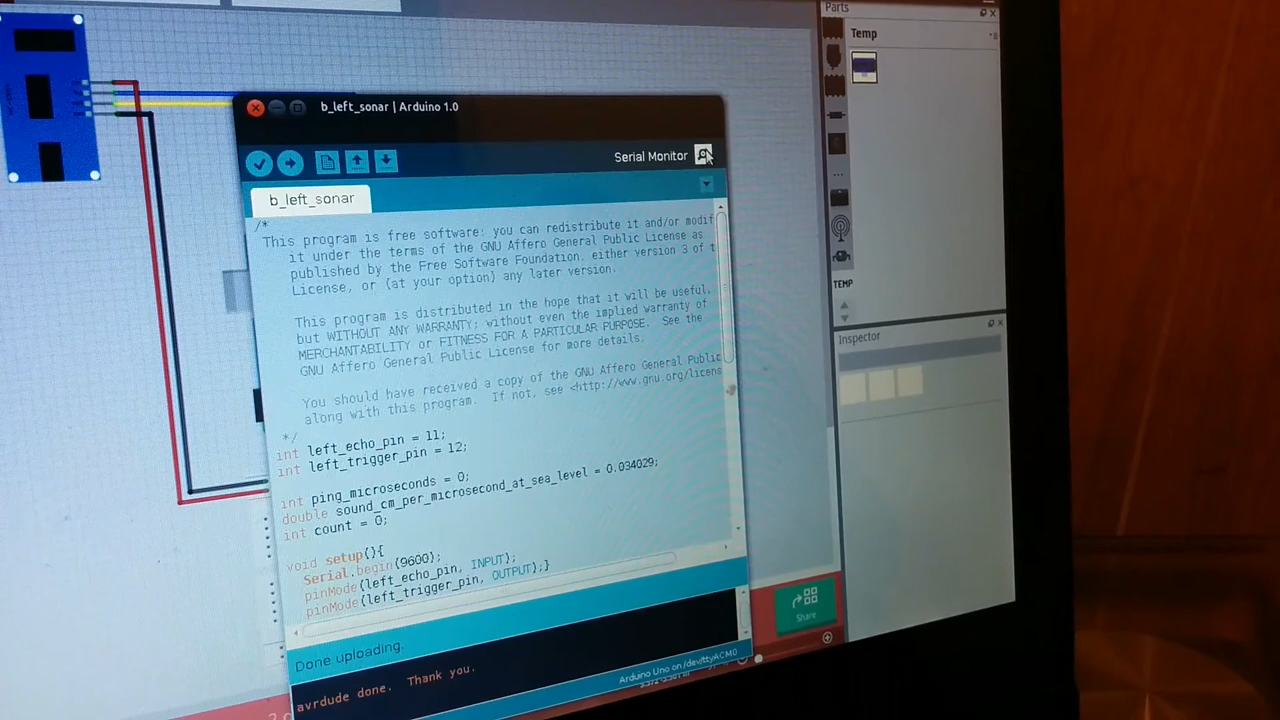 Parts
Temp
b_left_sonar | Arduino 1.0
Serial Monitor
b_left_sonar
/*
This program is free software: you can redistribute it and/or modif
it under the terms of the GNU Affero General Public License as
published by the Free Software Foundation, either version 3 of t
License, or (at your option) any later version.
This program is distributed in the hope that it will be useful,
but WITHOUT ANY WARRANTY; without even the implied warranty of
MERCHANTABILITY or FITNESS FOR A PARTICULAR PURPOSE.  See the
GNU Affero General Public License for more details.
You should have received a copy of the GNU Affero General Public
along with this program.  If not, see <http://www.gnu.org/licens
*/
int left_echo_pin = 11;
int left_trigger_pin = 12;
int ping_microseconds = 0;
double sound_cm_per_microsecond_at_sea_level = 0.034029;
int count = 0;
void setup(){
Serial.begin(9600);
pinMode(left_echo_pin, INPUT);
pinMode(left_trigger_pin, OUTPUT);}
Done uploading.
avrdude done.  Thank you.
Arduino Uno on /dev/ttyACM0
TEMP
Inspector
Share